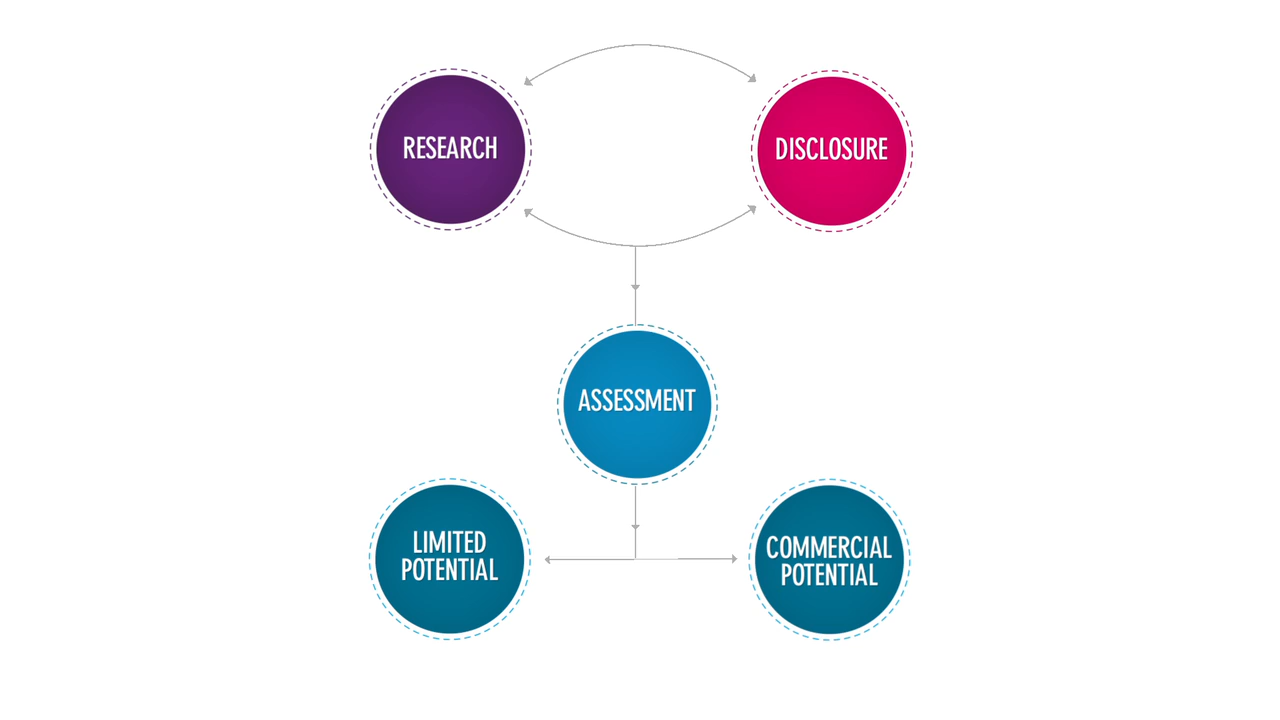 RESEARCH
DISCLOSURE
ASSESSMENT
LIMITED
POTENTIAL
COMMERCIAL
POTENTIAL